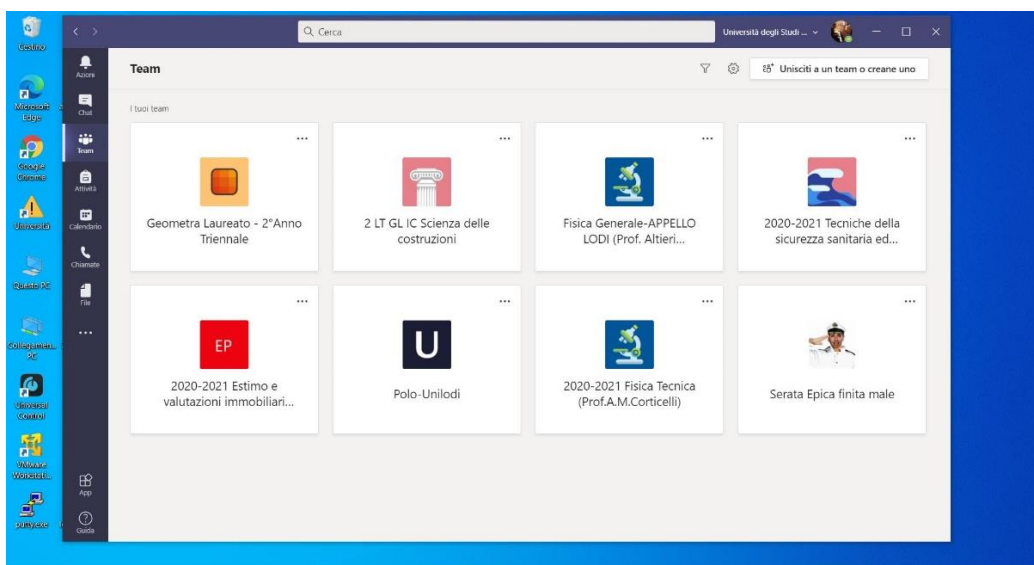 Cestino
Microsoft
Edge
Google
Chrome
Università
Questo PC
Collegamen...
PC
Universal
Control
VMware
Workstati...
putty.exe
Cerca
Università degli Studi ...
Azioni
Chat
Team
Attività
Calendario
Chiamate
File
App
Guida
Team
Unisciti a un team o creane uno
I tuoi team
Geometra Laureato - 2°Anno
Triennale
2 LT GL IC Scienza delle
costruzioni
Fisica Generale-APPELLO
LODI (Prof. Altieri...
2020-2021 Tecniche della
sicurezza sanitaria ed...
EP
2020-2021 Estimo e
valutazioni immobiliari...
U
Polo-Unilodi
2020-2021 Fisica Tecnica
(Prof.A.M.Corticelli)
Serata Epica finita male